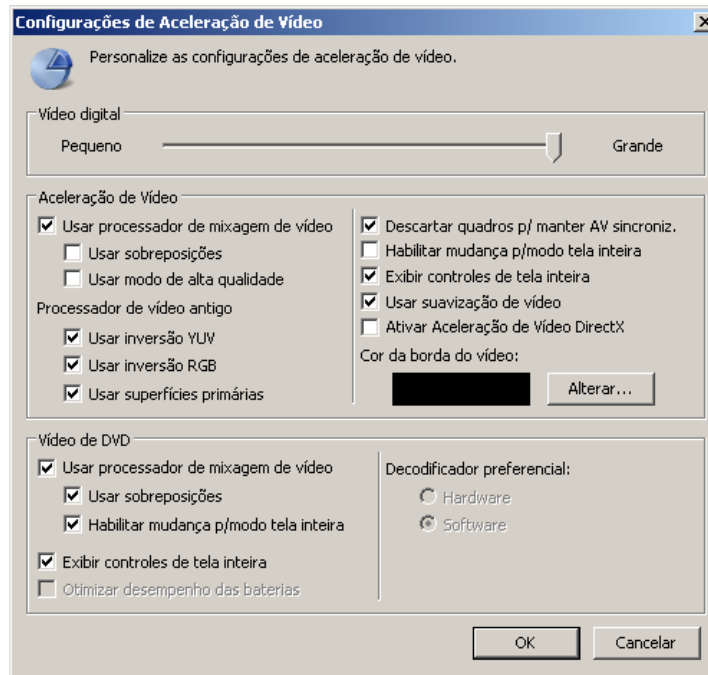 Configurações de Aceleração de Vídeo
Personalize as configurações de aceleração de vídeo.
Vídeo digital
Pequeno
Grande
Aceleração de Vídeo
Usar processador de mixagem de vídeo
Usar sobreposições
Usar modo de alta qualidade
Processador de vídeo antigo
Usar inversão YUV
Usar inversão RGB
Usar superfícies primárias
Descartar quadros p/ manter AV sincroniz.
Habilitar mudança p/modo tela inteira
Exibir controles de tela inteira
Usar suavização de vídeo
Ativar Aceleração de Vídeo DirectX
Cor da borda do vídeo:
Alterar...
Vídeo de DVD
Usar processador de mixagem de vídeo
Usar sobreposições
Habilitar mudança p/modo tela inteira
Exibir controles de tela inteira
Otimizar desempenho das baterias
Decodificador preferencial:
Hardware
Software
OK
Cancelar